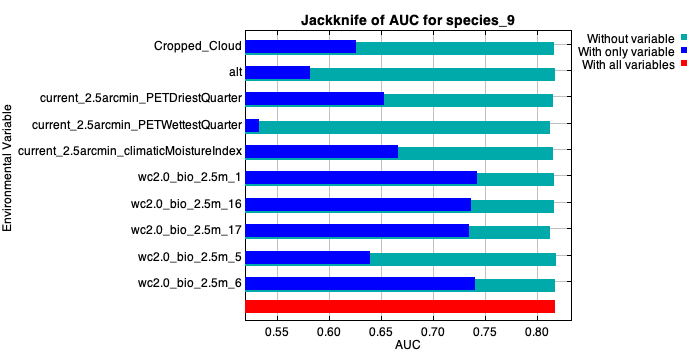 Jackknife of AUC for species_9
Without variable
With only variable
With all variables
Environmental Variable
Cropped_Cloud
alt
current_2.5arcmin_PETDriestQuarter
current_2.5arcmin_PETWettestQuarter
current_2.5arcmin_climaticMoistureIndex
wc2.0_bio_2.5m_1
wc2.0_bio_2.5m_16
wc2.0_bio_2.5m_17
wc2.0_bio_2.5m_5
wc2.0_bio_2.5m_6
0.55 0.60 0.65 0.70 0.75 0.80
AUC